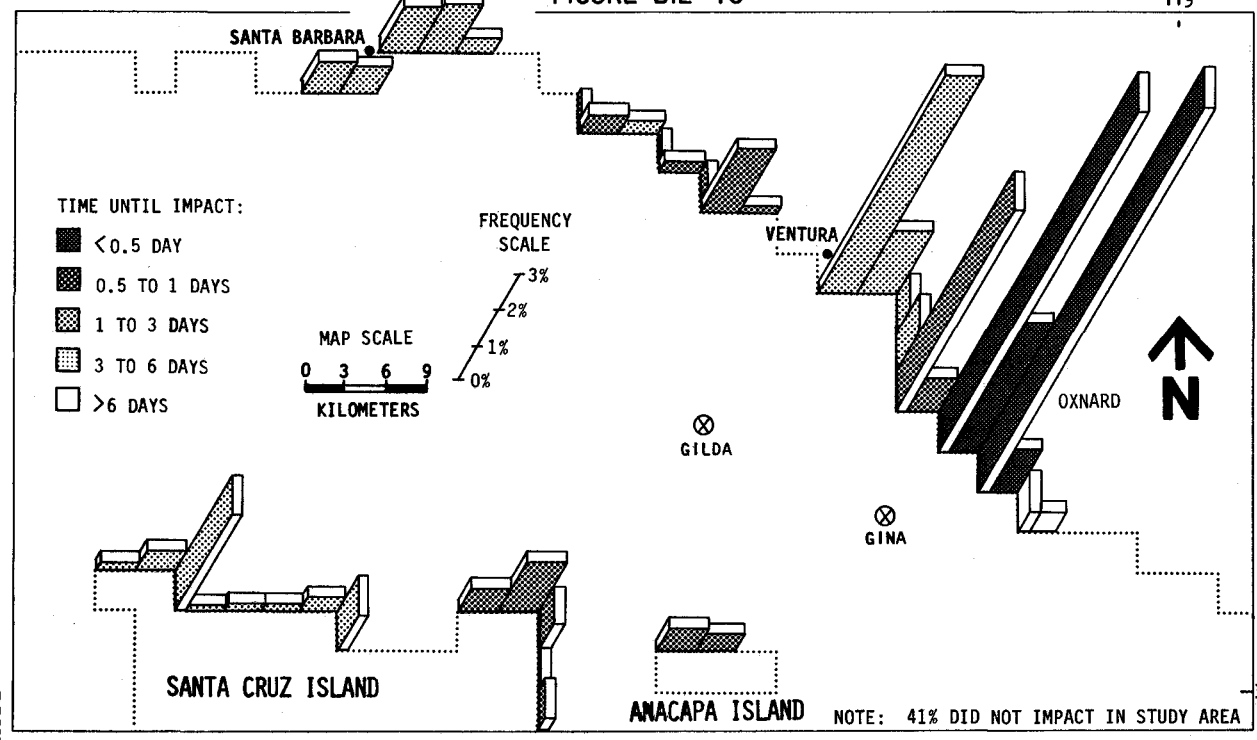 SANTA BARBARA
TIME UNTIL IMPACT:
<0.5 DAY
0.5 TO 1 DAYS
1 TO 3 DAYS
3 TO 6 DAYS
>6 DAYS
FREQUENCY
SCALE
3%
2%
1%
0%
MAP SCALE
0 3 6 9
KILOMETERS
VENTURA
OXNARD
N
GILDA
GINA
SANTA CRUZ ISLAND
ANACAPA ISLAND
NOTE: 41% DID NOT IMPACT IN STUDY AREA